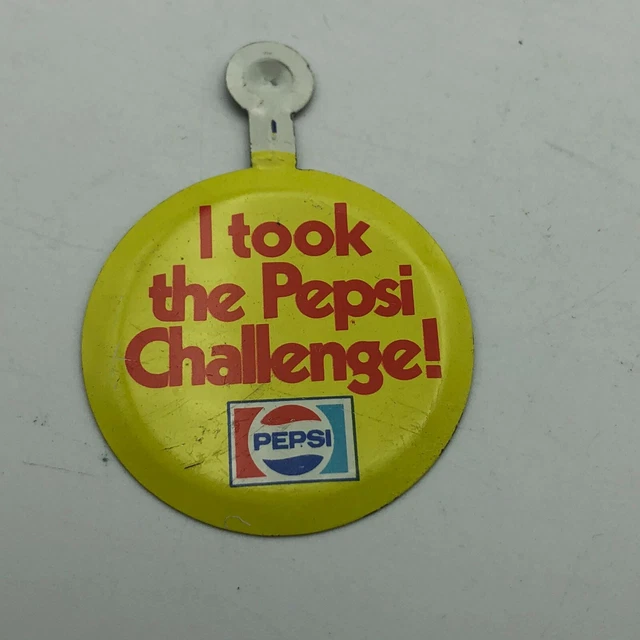 I took
the Pepsi
Challenge!
PEPSI